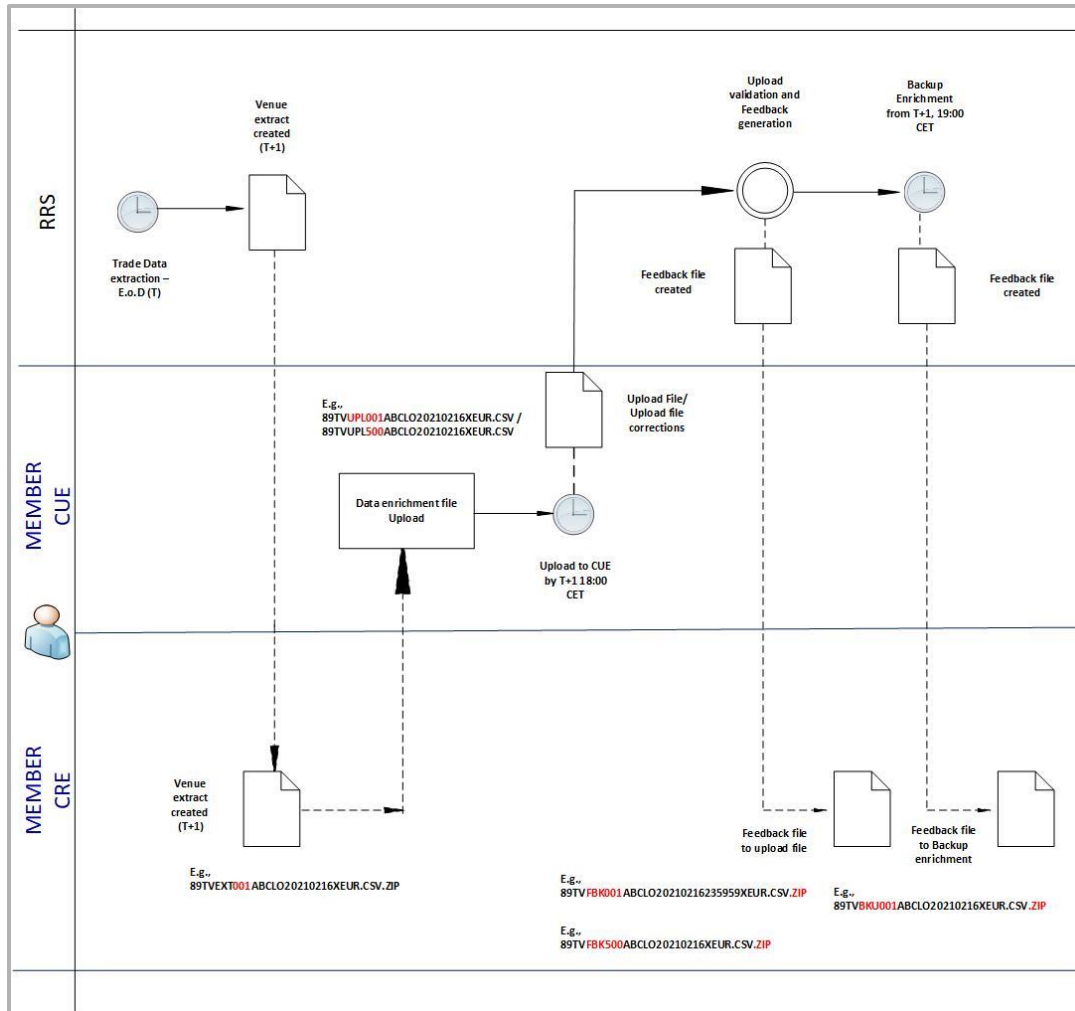 RRS
Venue
extract
created
(T+1)
Trade Data
extraction –
E.o.D (T)
Upload
validation and
Feedback
generation
Backup
Enrichment
from T+1, 19:00
CET
Feedback file
created
Feedback file
created
MEMBER
CUE
E.g.,
89TVUPL001ABCLO20210216XEUR.CSV /
89TVUPL500ABCLO20210216XEUR.CSV
Upload File/
Upload file
corrections
Data enrichment file
Upload
Upload to CUE
by T+1 18:00
CET
MEMBER
CRE
Venue
extract
created
(T+1)
E.g.,
89TVEXT001ABCLO20210216XEUR.CSV.ZIP
Feedback file
to upload file
Feedback file
to Backup
enrichment
E.g.,
89TVFBK001ABCLO20210216235959XEUR.CSV.ZIP
E.g.,
89TVBKU001ABCLO20210216XEUR.CSV.ZIP
E.g.,
89TVFBK500ABCLO20210216XEUR.CSV.ZIP